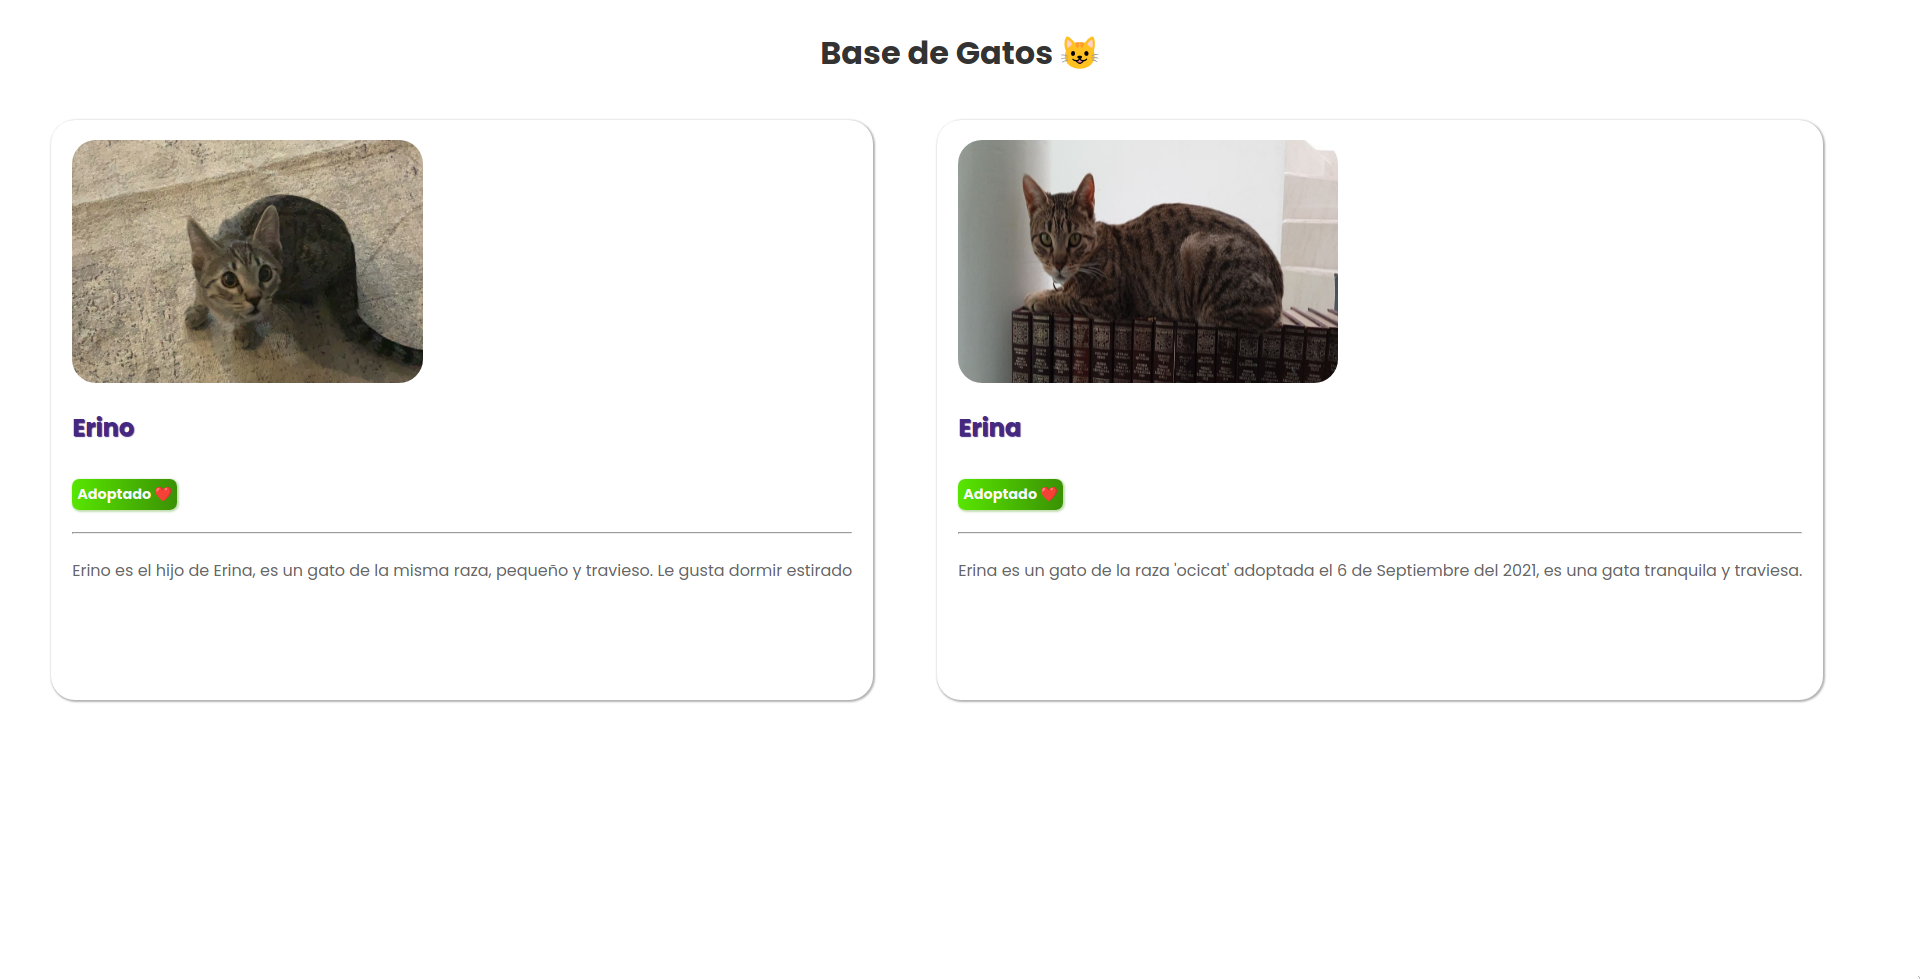 Base de Gatos 😺
Erino
Adoptado ❤️
Erino es el hijo de Erina, es un gato de la misma raza, pequeño y travieso. Le gusta dormir estirado
Erina
Adoptado ❤️
Erina es un gato de la raza 'ocicat' adoptada el 6 de Septiembre del 2021, es una gata tranquila y traviesa.